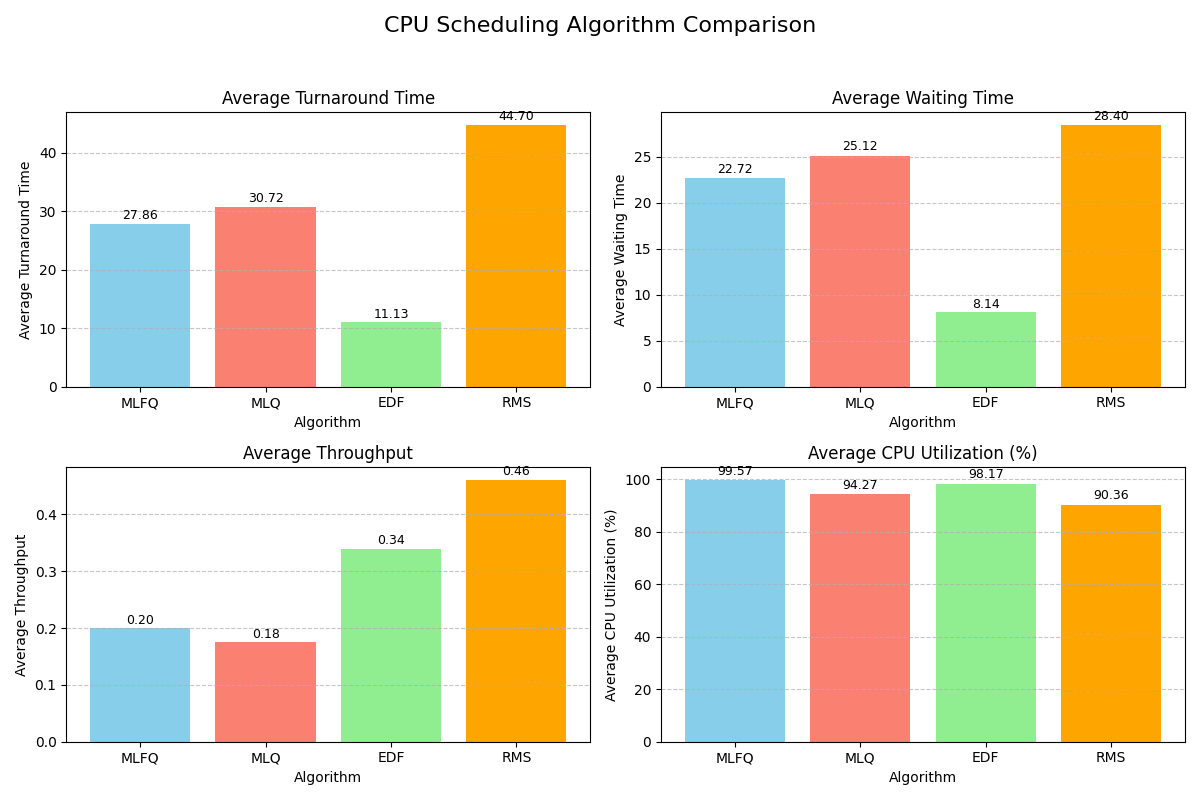 CPU Scheduling Algorithm Comparison
Average Turnaround Time
Average Turnaround Time
40
30
20
10
0
27.86
30.72
11.13
44.70
MLFQ MLQ EDF RMS
Algorithm
Average Waiting Time
Average Waiting Time
25
20
15
10
5
0
22.72
25.12
8.14
28.40
MLFQ MLQ EDF RMS
Algorithm
Average Throughput
Average Throughput
0.4
0.3
0.2
0.1
0.0
0.20
0.18
0.34
0.46
MLFQ MLQ EDF RMS
Algorithm
Average CPU Utilization (%)
Average CPU Utilization (%)
100
80
60
40
20
0
99.57
94.27
98.17
90.36
MLFQ MLQ EDF RMS
Algorithm